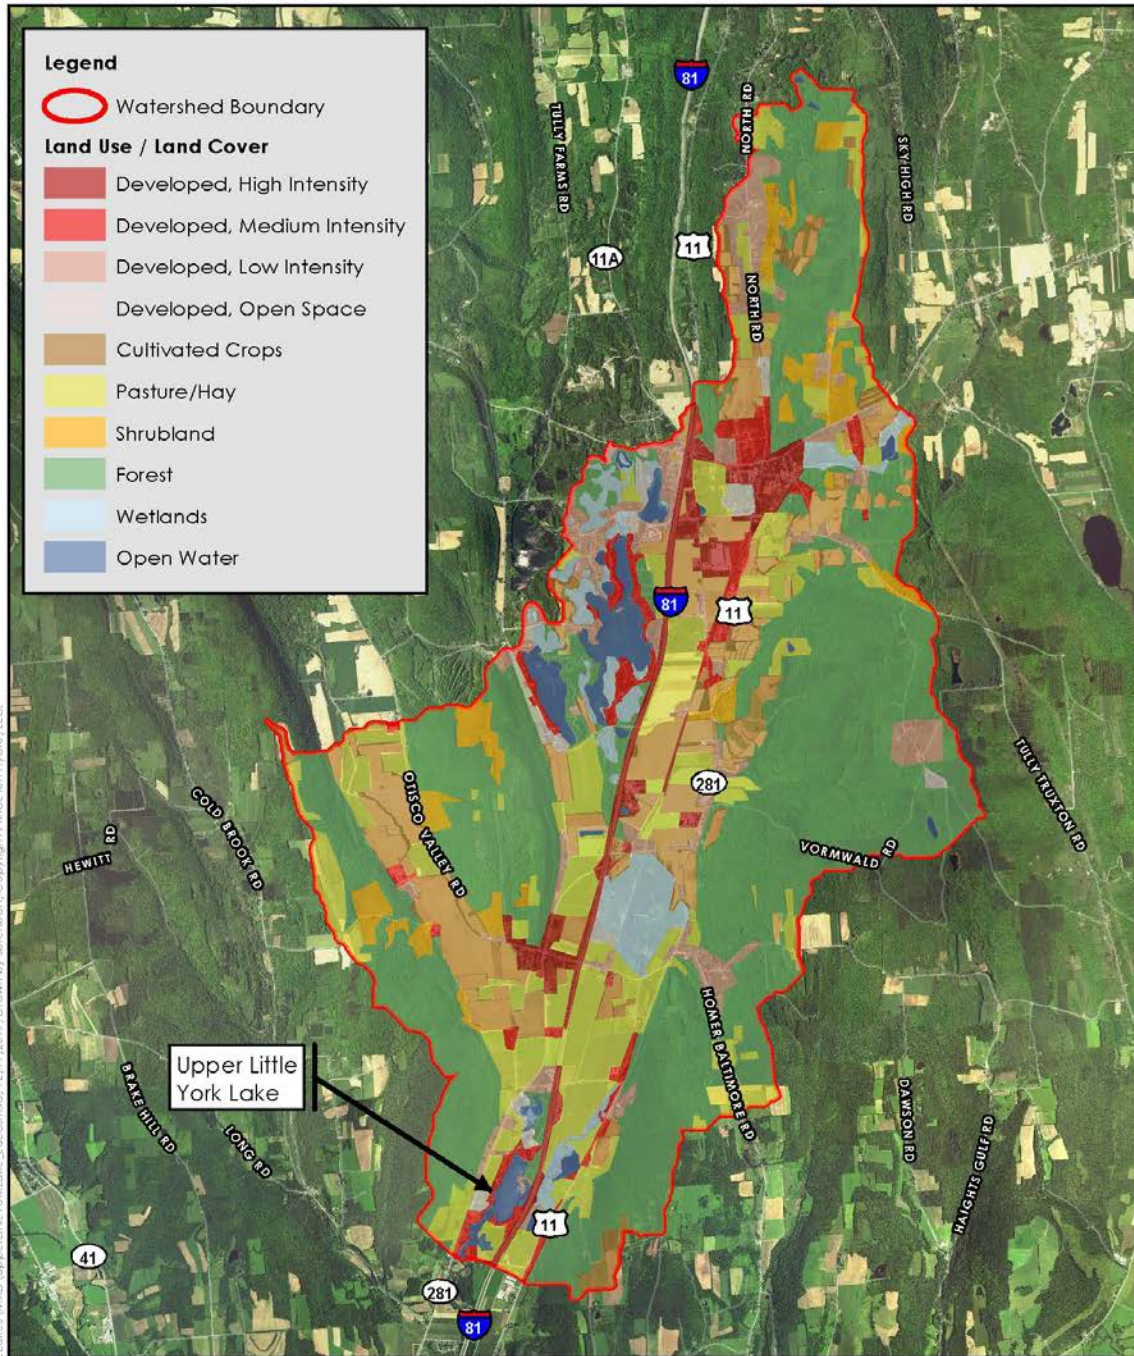 Legend
Watershed Boundary
Land Use / Land Cover
Developed, High Intensity
Developed, Medium Intensity
Developed, Low Intensity
Developed, Open Space
Cultivated Crops
Pasture/Hay
Shrubland
Forest
Wetlands
Open Water
81
NORTH RD
TULLY FARMS RD
SKY HIGH RD
11
11A
NORTH RD
81
11
OTISCO VALLEY RD
281
TULLY TRUXTON RD
COLD BROOK RD
HEWITT RD
VORMWALD RD
HOMER BALTIMORE RD
Upper Little
York Lake
BRAKE HILL RD
LONG RD
DAWSON RD
HAIGHTS GULF RD
11
41
281
81